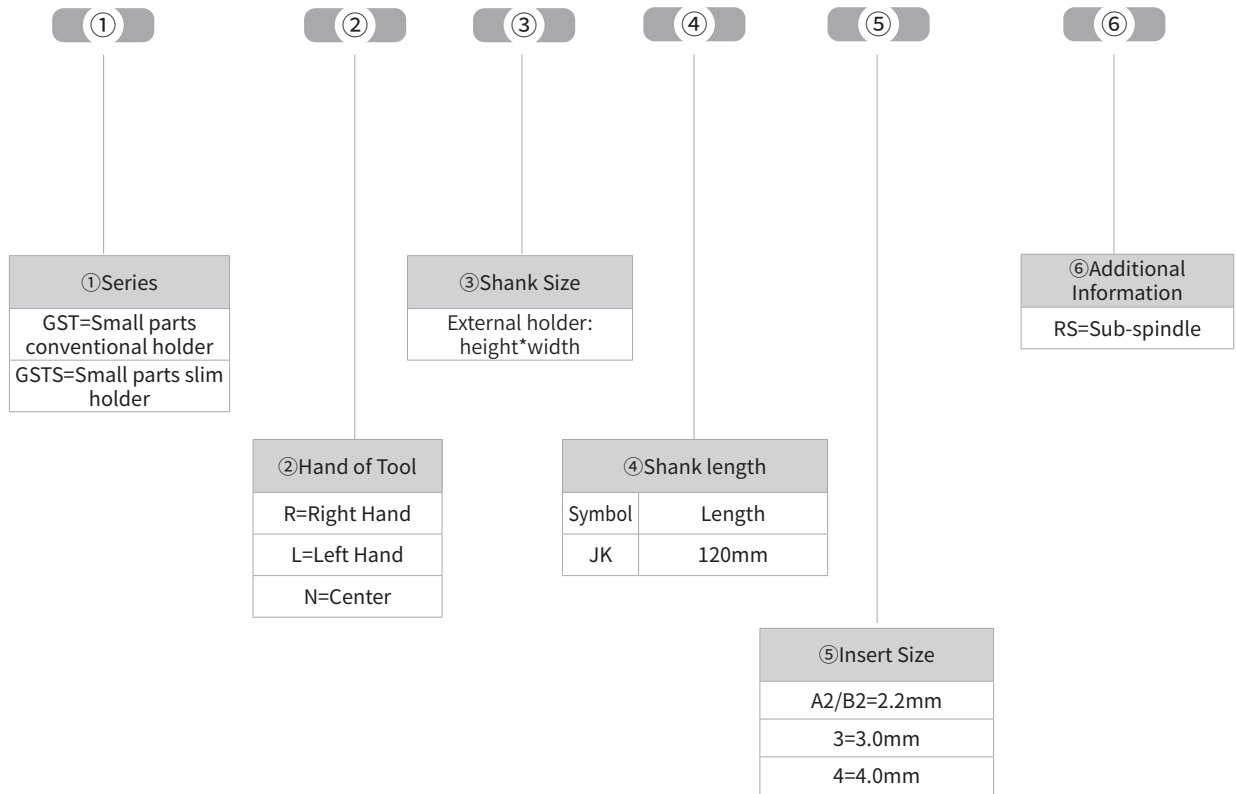 ① ② ③ ④ ⑤ ⑥
①Series
GST=Small parts
conventional holder
GSTS=Small parts slim
holder
②Hand of Tool
R=Right Hand
L=Left Hand
N=Center
③Shank Size
External holder:
height*width
④Shank length
Symbol Length
JK 120mm
⑤Insert Size
A2/B2=2.2mm
3=3.0mm
4=4.0mm
⑥Additional
Information
RS=Sub-spindle